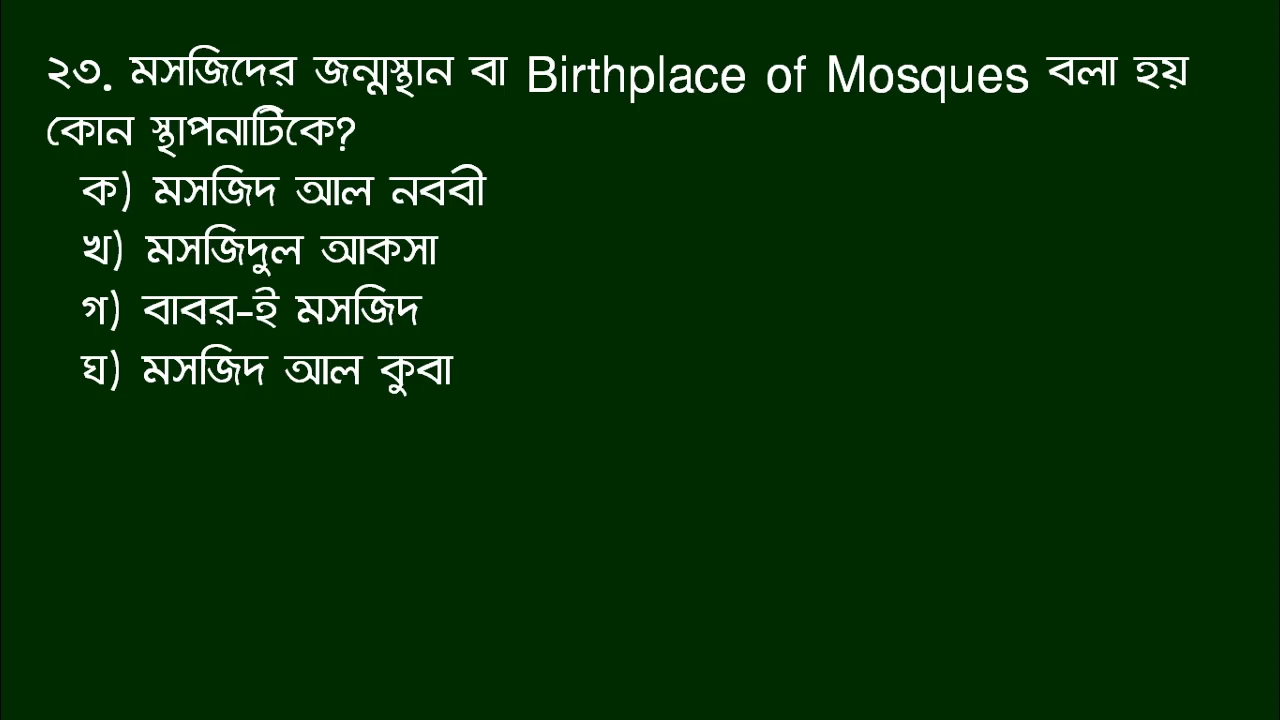 ২৩. মসজিদের জন্মস্থান বা Birthplace of Mosques বলা হয়
কোন স্থাপনাটিকে?
ক) মসজিদ আল নববী
খ) মসজিদুল আকসা
গ) বাবর-ই মসজিদ
ঘ) মসজিদ আল কুবা